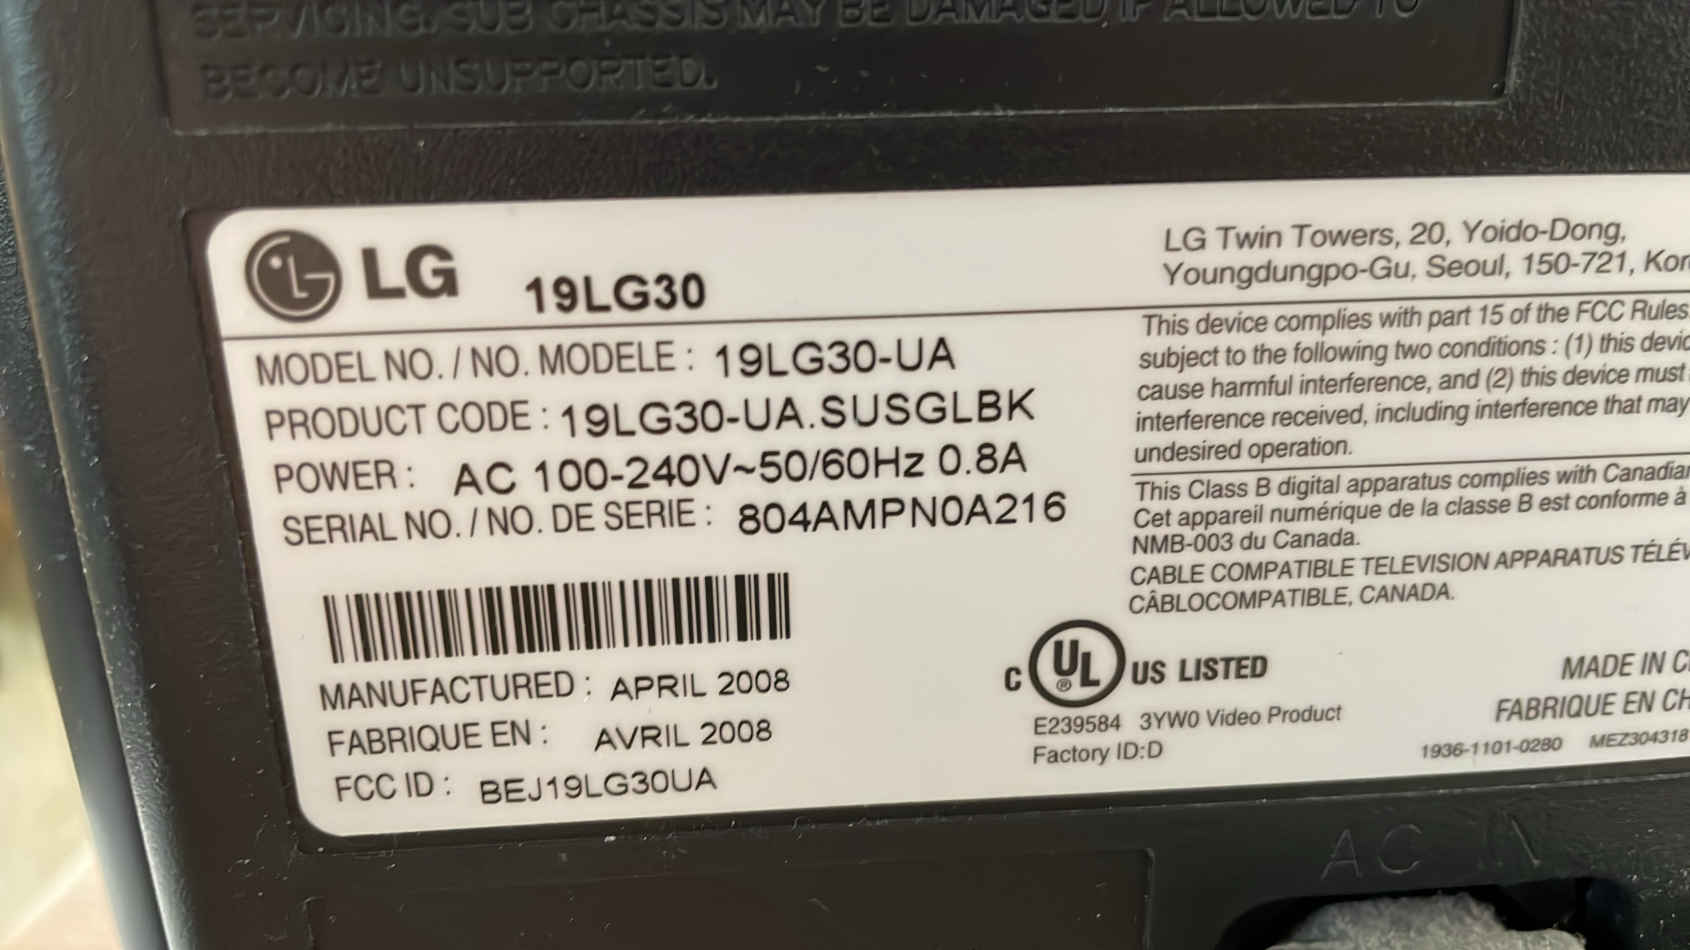 SERVICING. SUB CHASSIS MAY BE DAMAGED IF ALLOWED TO
BECOME UNSUPPORTED.
LG 19LG30
MODEL NO. / NO. MODELE : 19LG30-UA
PRODUCT CODE : 19LG30-UA.SUSGLBK
POWER : AC 100-240V~50/60Hz 0.8A
SERIAL NO. / NO. DE SERIE : 804AMPN0A216
MANUFACTURED : APRIL 2008
FABRIQUE EN : AVRIL 2008
FCC ID : BEJ19LG30UA
LG Twin Towers, 20, Yoido-Dong,
Youngdungpo-Gu, Seoul, 150-721, Kor
This device complies with part 15 of the FCC Rules.
subject to the following two conditions : (1) this devic
cause harmful interference, and (2) this device must
interference received, including interference that may
undesired operation.
This Class B digital apparatus complies with Canadian
Cet appareil numérique de la classe B est conforme à
NMB-003 du Canada.
CABLE COMPATIBLE TELEVISION APPARATUS TÉLÉV
CÂBLOCOMPATIBLE, CANADA.
C UL ® US LISTED
E239584 3YW0 Video Product
Factory ID:D
MADE IN C
FABRIQUE EN CH
1936-1101-0280 MEZ304318
AC IN